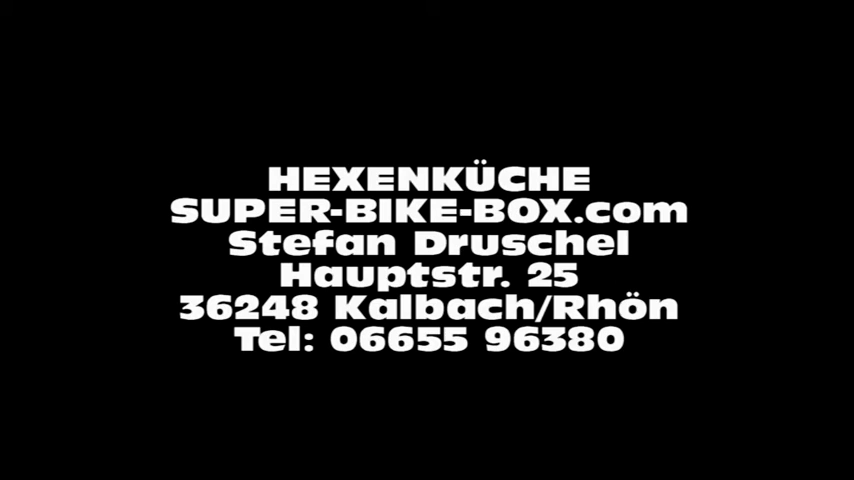 HEXENKÜCHE
SUPER-BIKE-BOX.com
Stefan Druschel
Hauptstr. 25
36248 Kalbach/Rhön
Tel: 06655 96380